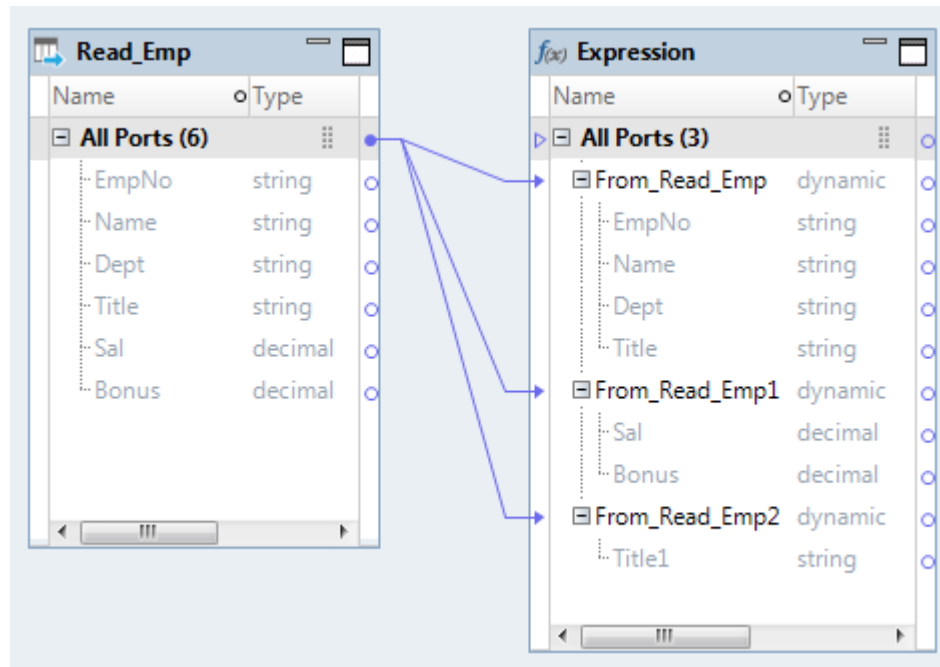 Read_Emp
Name Type
All Ports (6)
EmpNo string
Name string
Dept string
Title string
Sal decimal
Bonus decimal
f(x) Expression
Name Type
All Ports (3)
From_Read_Emp dynamic
EmpNo string
Name string
Dept string
Title string
From_Read_Emp1 dynamic
Sal decimal
Bonus decimal
From_Read_Emp2 dynamic
Title1 string